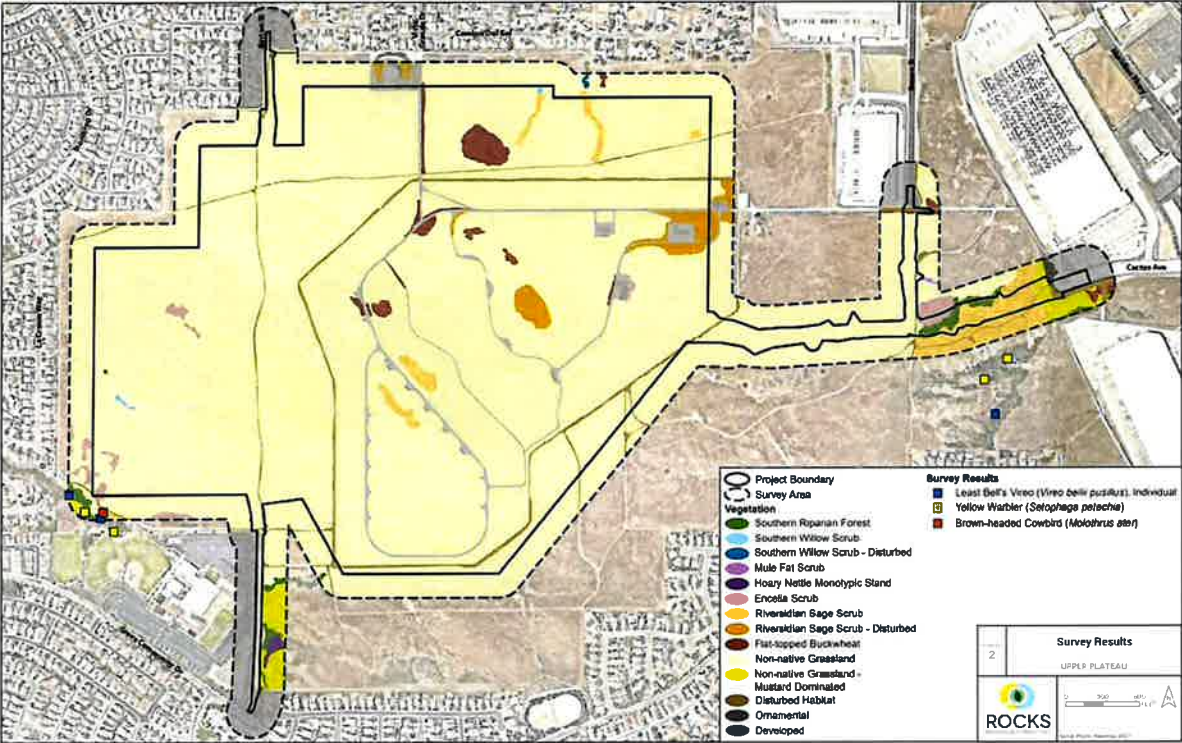 Camino Del Sol
Cactus Ave
Project Boundary
Survey Area
Vegetation
Southern Riparian Forest
Southern Willow Scrub
Southern Willow Scrub - Disturbed
Mule Fat Scrub
Hoary Nettle Monotypic Stand
Encelia Scrub
Riversidian Sage Scrub
Riversidian Sage Scrub - Disturbed
Flat-topped Buckwheat
Non-native Grassland
Non-native Grassland -
Mustard Dominated
Disturbed Habitat
Ornamental
Developed
Survey Results
Least Bell's Vireo (Vireo bellii pusillus), Individual
Yellow Warbler (Setophaga petechia)
Brown-headed Cowbird (Molothrus ater)
2
Survey Results
UPPER PLATEAU
ROCKS